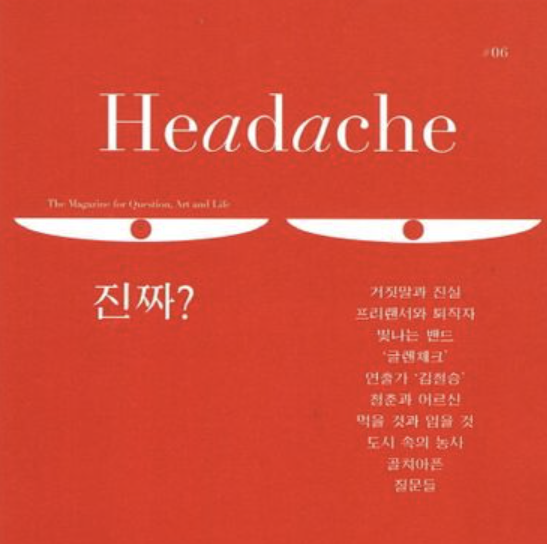 #06
Headache
The Magazine for Question, Art and Life
진짜?
거짓말과 진실
프리랜서와 퇴직자
빛나는 밴드
‘글렌체크’
연출가 ‘김철승’
청춘과 어르신
먹을 것과 입을 것
도시 속의 농사
골치아픈
질문들